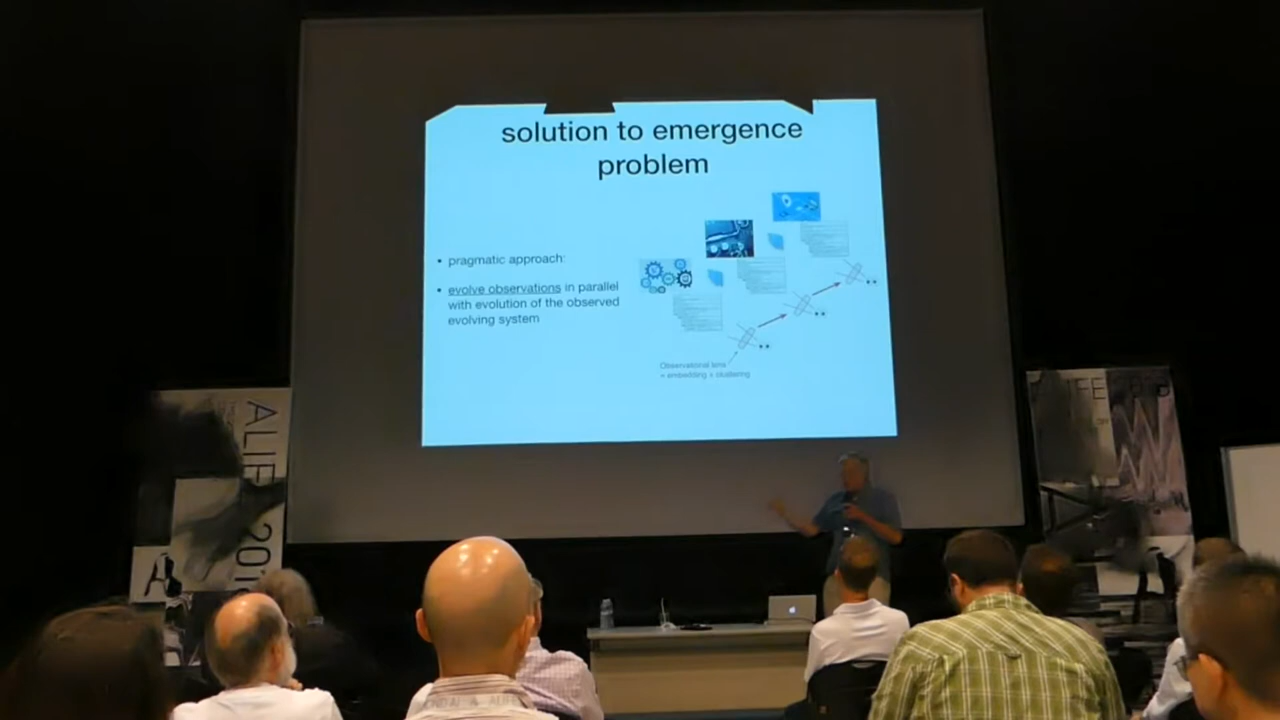 solution to emergence
problem
• pragmatic approach:
• evolve observations in parallel
with evolution of the observed
evolving system
Observational lens
= embedding + clustering
ALIFE